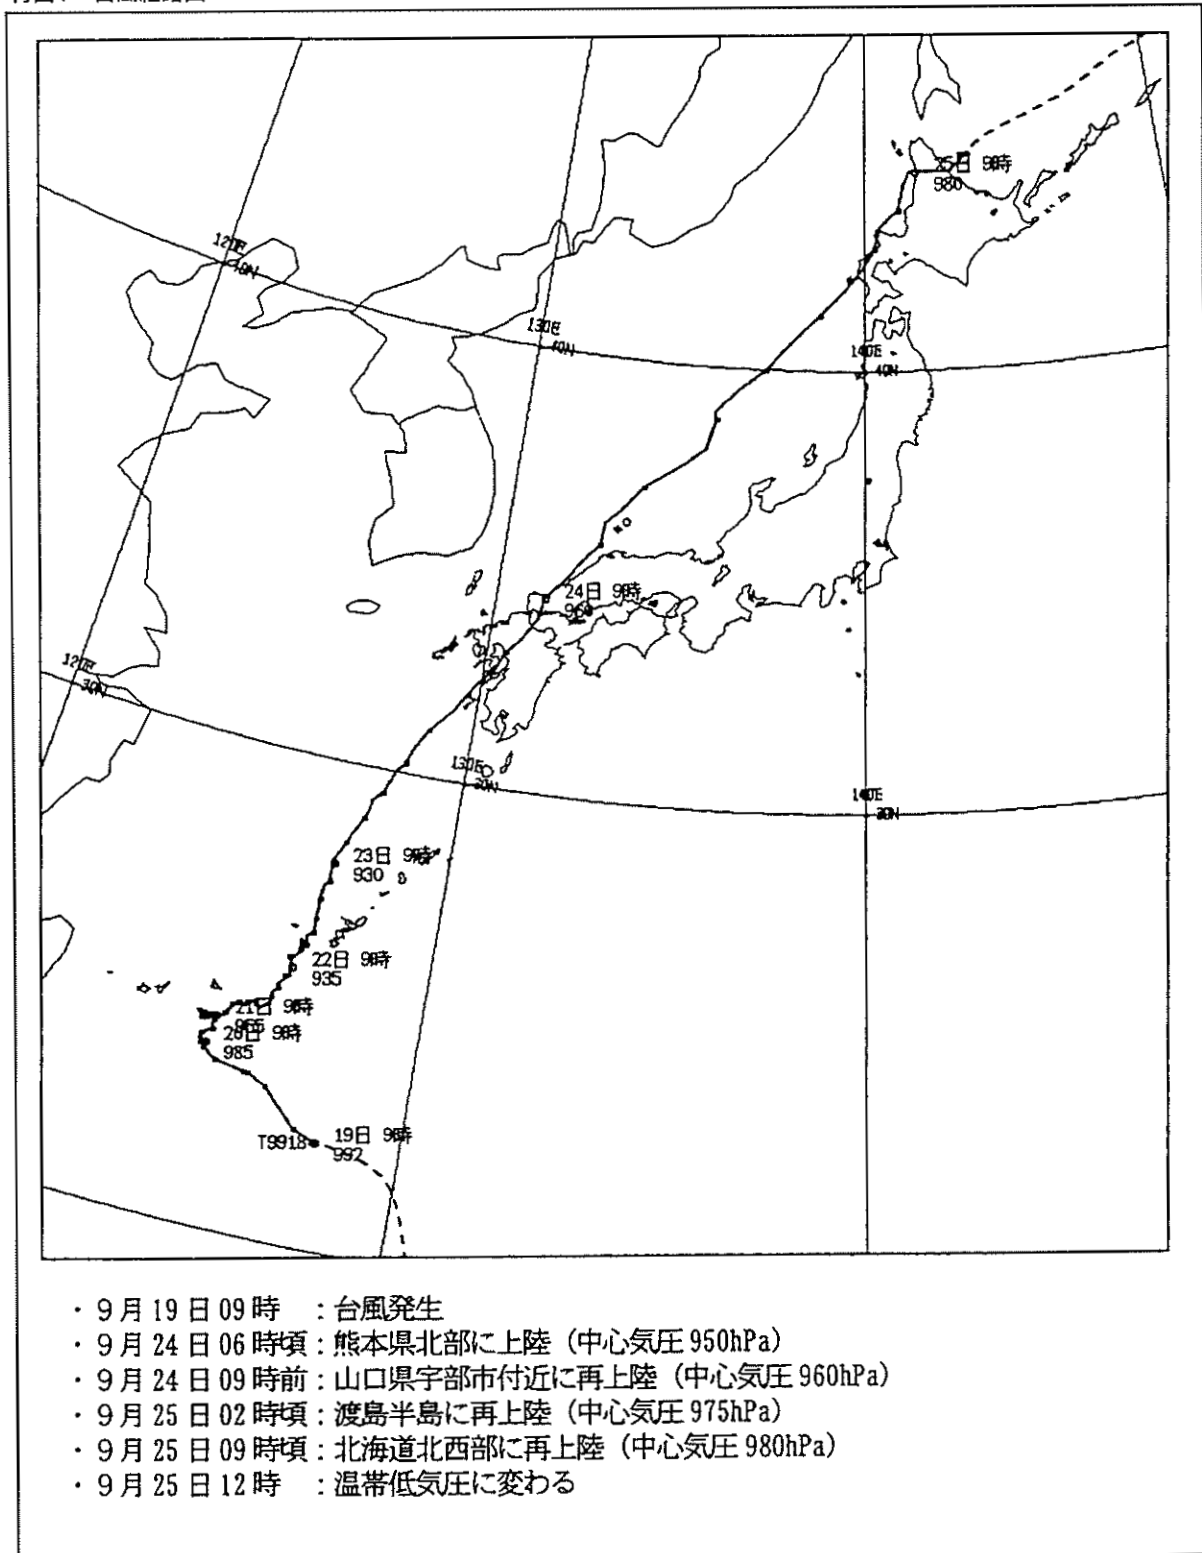 120E
40N
130E
40N
140E
40N
25日 9時
980
24日 9時
960
120E
30N
130E
30N
140E
30N
23日 9時
930
22日 9時
935
21日 9時
20日 9時
985
T9918
19日 9時
992
・9月19日09時 :台風発生
・9月24日06時頃:熊本県北部に上陸(中心気圧950hPa)
・9月24日09時前:山口県宇部市付近に再上陸(中心気圧960hPa)
・9月25日02時頃:渡島半島に再上陸(中心気圧975hPa)
・9月25日09時頃:北海道北西部に再上陸(中心気圧980hPa)
・9月25日12時 :温帯低気圧に変わる